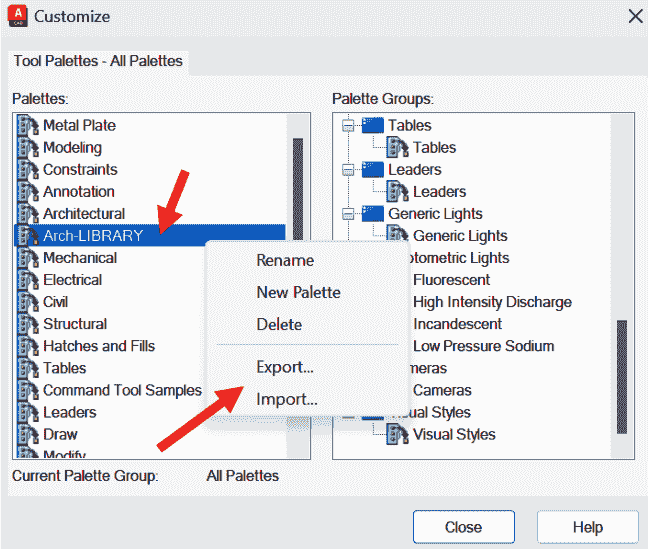 A
CAD
Customize
Tool Palettes - All Palettes
Palettes:
Metal Plate
Modeling
Constraints
Annotation
Architectural
Arch-LIBRARY
Mechanical
Electrical
Civil
Structural
Hatches and Fills
Tables
Command Tool Samples
Leaders
Draw
Modify
Rename
New Palette
Delete
Export...
Import...
Palette Groups:
Tables
Tables
Leaders
Leaders
Generic Lights
Generic Lights
otometric Lights
Fluorescent
High Intensity Discharge
Incandescent
Low Pressure Sodium
meras
Cameras
Visual Styles
Visual Styles
Current Palette Group: All Palettes
Close
Help